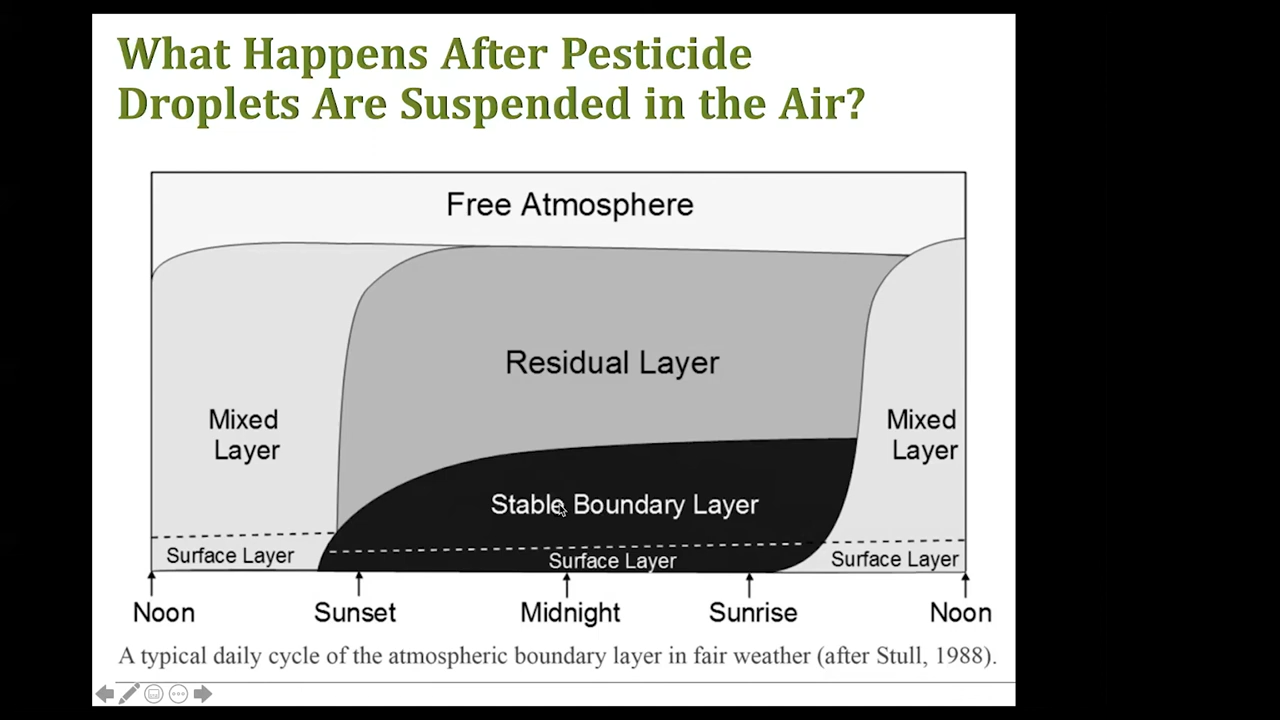 What Happens After Pesticide
Droplets Are Suspended in the Air?
Free Atmosphere
Residual Layer
Mixed
Layer
Mixed
Layer
Stable Boundary Layer
Surface Layer
Surface Layer
Surface Layer
Noon
Sunset
Midnight
Sunrise
Noon
A typical daily cycle of the atmospheric boundary layer in fair weather (after Stull, 1988).